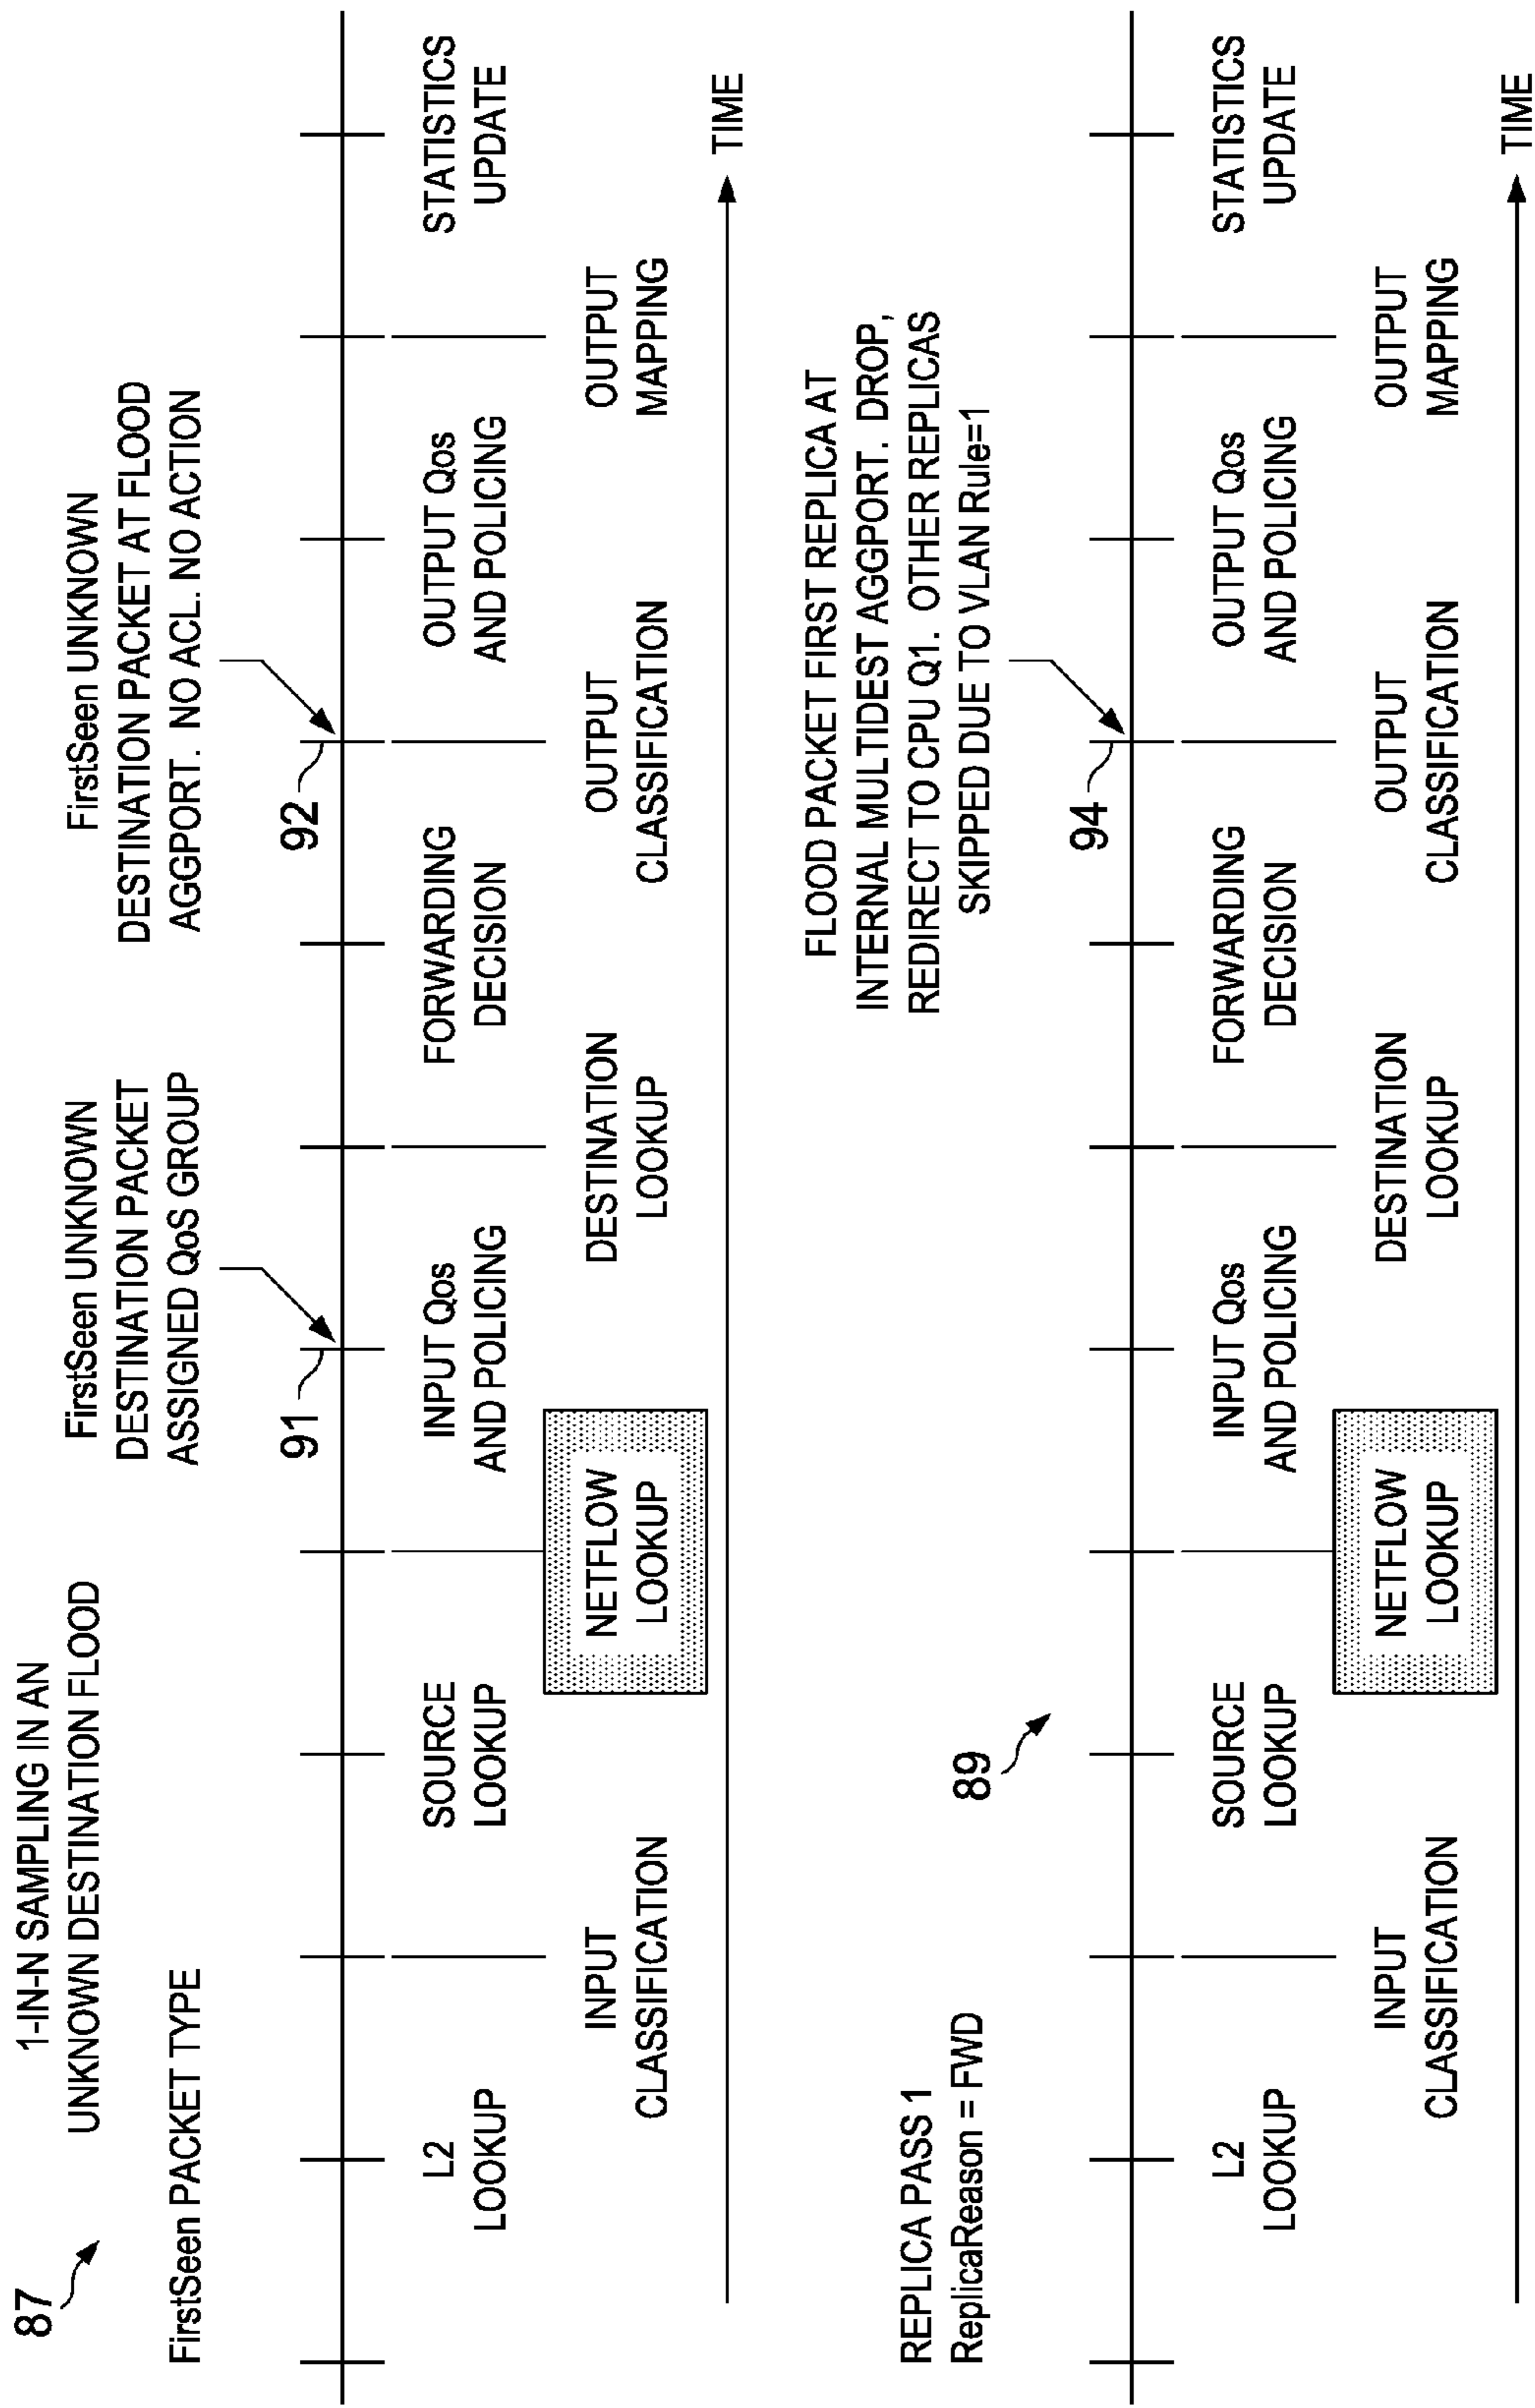 87
1-IN-N SAMPLING IN AN
UNKNOWN DESTINATION FLOOD
FirstSeen PACKET TYPE
FirstSeen UNKNOWN
DESTINATION PACKET
ASSIGNED QoS GROUP
91
FirstSeen UNKNOWN
DESTINATION PACKET AT FLOOD
AGGPORT. NO ACL. NO ACTION
92
L2
LOOKUP
INPUT
CLASSIFICATION
SOURCE
LOOKUP
NETFLOW
LOOKUP
INPUT Qos
AND POLICING
DESTINATION
LOOKUP
FORWARDING
DECISION
OUTPUT
CLASSIFICATION
OUTPUT Qos
AND POLICING
OUTPUT
MAPPING
STATISTICS
UPDATE
TIME
REPLICA PASS 1
ReplicaReason = FWD
89
FLOOD PACKET FIRST REPLICA AT
INTERNAL MULTIDEST AGGPORT. DROP,
REDIRECT TO CPU Q1. OTHER REPLICAS
SKIPPED DUE TO VLAN Rule=1
94
L2
LOOKUP
INPUT
CLASSIFICATION
SOURCE
LOOKUP
NETFLOW
LOOKUP
INPUT Qos
AND POLICING
DESTINATION
LOOKUP
FORWARDING
DECISION
OUTPUT
CLASSIFICATION
OUTPUT Qos
AND POLICING
OUTPUT
MAPPING
STATISTICS
UPDATE
TIME